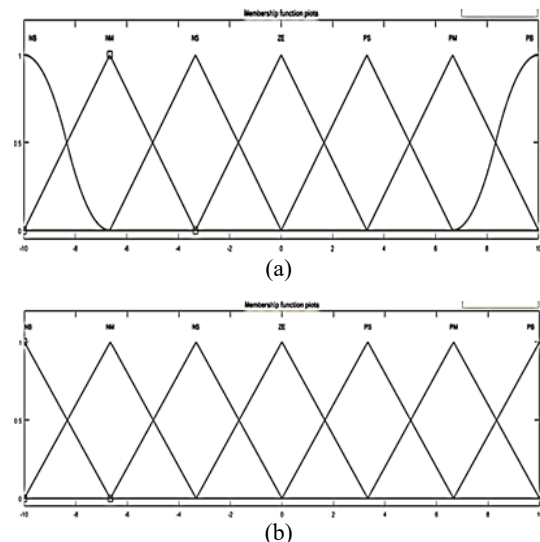 Membership function plots
NB NM NS ZE PS PM PB
1
0.5
0
-10 -8 -6 -4 -2 0 2 4 6 8 10
(a)
Membership function plots
NB NM NS ZE PS PM PB
1
0.5
0
-10 -8 -6 -4 -2 0 2 4 6 8 10
(b)